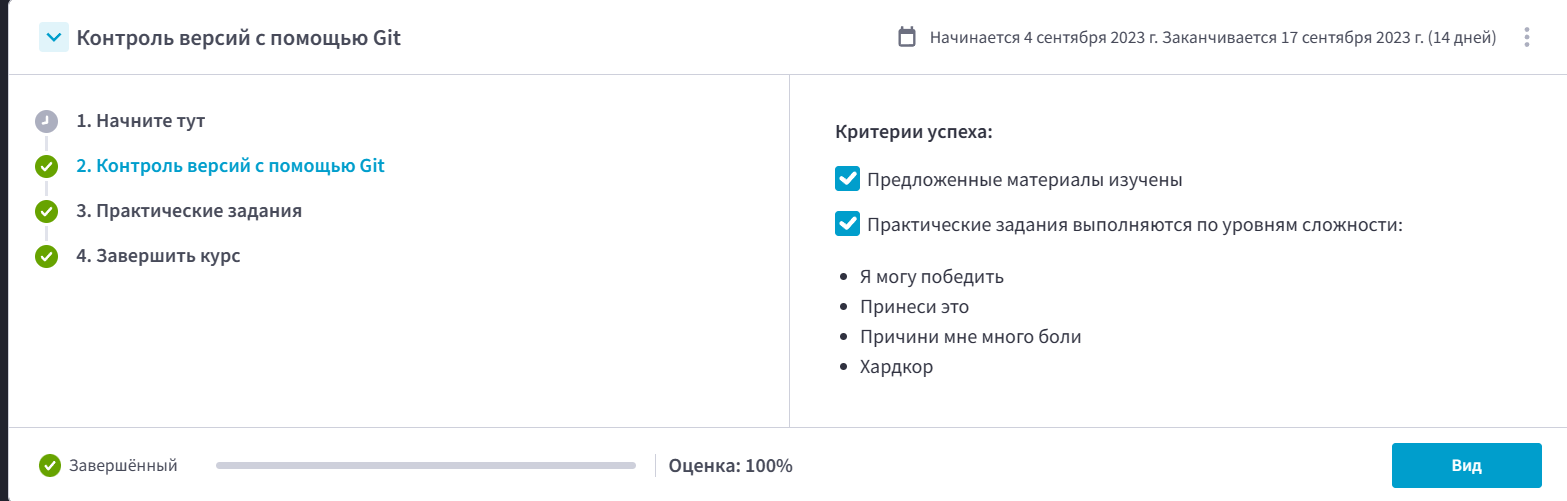 Контроль версий с помощью Git
Начинается 4 сентября 2023 г. Заканчивается 17 сентября 2023 г. (14 дней)
1. Начните тут
2. Контроль версий с помощью Git
3. Практические задания
4. Завершить курс
Критерии успеха:
Предложенные материалы изучены
Практические задания выполняются по уровням сложности:
Я могу победить
Принеси это
Причини мне много боли
Хардкор
Завершённый
Оценка: 100%
Вид